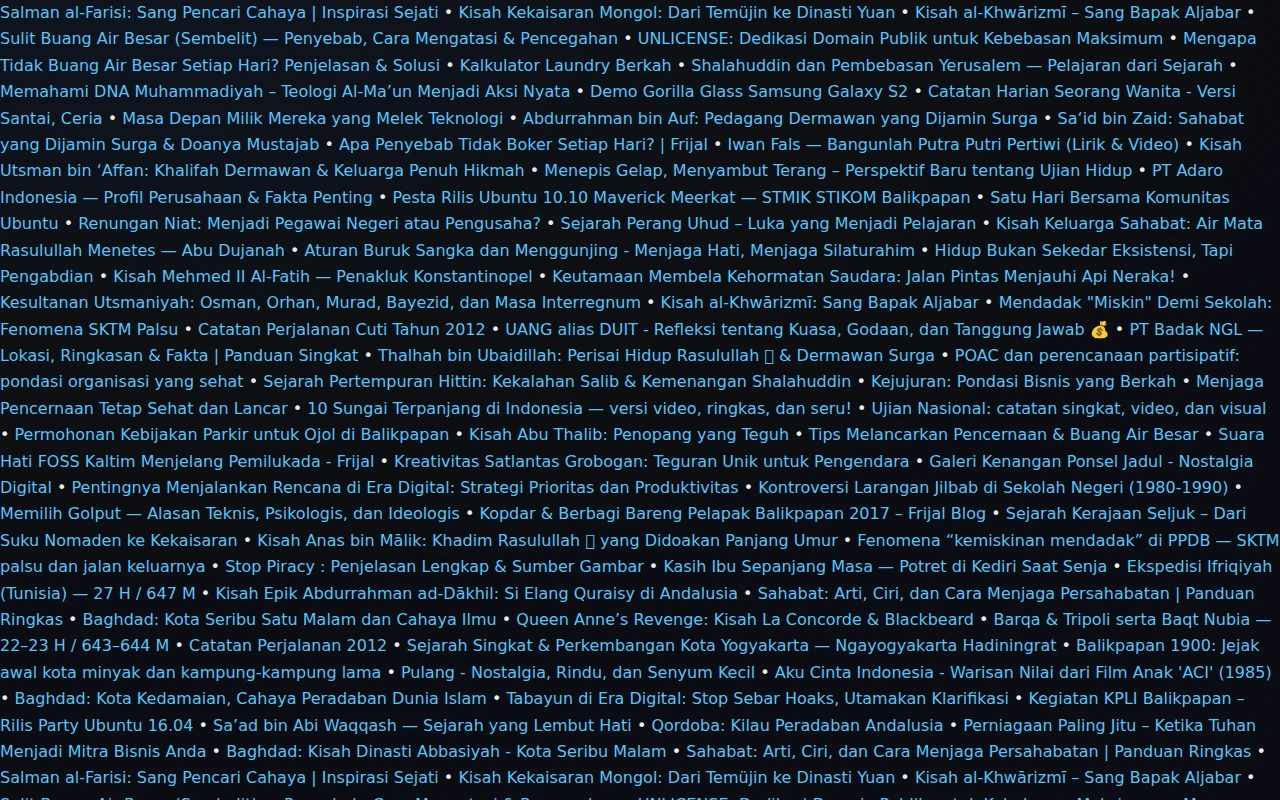 Salman al-Farisi: Sang Pencari Cahaya | Inspirasi Sejati • Kisah Kekaisaran Mongol: Dari Temüjin ke Dinasti Yuan • Kisah al-Khwārizmī – Sang Bapak Aljabar •
Sulit Buang Air Besar (Sembelit) — Penyebab, Cara Mengatasi & Pencegahan • UNLICENSE: Dedikasi Domain Publik untuk Kebebasan Maksimum • Mengapa
Tidak Buang Air Besar Setiap Hari? Penjelasan & Solusi • Kalkulator Laundry Berkah • Shalahuddin dan Pembebasan Yerusalem — Pelajaran dari Sejarah •
Memahami DNA Muhammadiyah – Teologi Al-Ma’un Menjadi Aksi Nyata • Demo Gorilla Glass Samsung Galaxy S2 • Catatan Harian Seorang Wanita - Versi
Santai, Ceria • Masa Depan Milik Mereka yang Melek Teknologi • Abdurrahman bin Auf: Pedagang Dermawan yang Dijamin Surga • Sa‘id bin Zaid: Sahabat
yang Dijamin Surga & Doanya Mustajab • Apa Penyebab Tidak Boker Setiap Hari? | Frijal • Iwan Fals — Bangunlah Putra Putri Pertiwi (Lirik & Video) • Kisah
Utsman bin ‘Affan: Khalifah Dermawan & Keluarga Penuh Hikmah • Menepis Gelap, Menyambut Terang – Perspektif Baru tentang Ujian Hidup • PT Adaro
Indonesia — Profil Perusahaan & Fakta Penting • Pesta Rilis Ubuntu 10.10 Maverick Meerkat — STMIK STIKOM Balikpapan • Satu Hari Bersama Komunitas
Ubuntu • Renungan Niat: Menjadi Pegawai Negeri atau Pengusaha? • Sejarah Perang Uhud – Luka yang Menjadi Pelajaran • Kisah Keluarga Sahabat: Air Mata
Rasulullah Menetes — Abu Dujanah • Aturan Buruk Sangka dan Menggunjing - Menjaga Hati, Menjaga Silaturahim • Hidup Bukan Sekedar Eksistensi, Tapi
Pengabdian • Kisah Mehmed II Al-Fatih — Penakluk Konstantinopel • Keutamaan Membela Kehormatan Saudara: Jalan Pintas Menjauhi Api Neraka! •
Kesultanan Utsmaniyah: Osman, Orhan, Murad, Bayezid, dan Masa Interregnum • Kisah al-Khwārizmī: Sang Bapak Aljabar • Mendadak "Miskin" Demi Sekolah:
Fenomena SKTM Palsu • Catatan Perjalanan Cuti Tahun 2012 • UANG alias DUIT - Refleksi tentang Kuasa, Godaan, dan Tanggung Jawab 💰 • PT Badak NGL —
Lokasi, Ringkasan & Fakta | Panduan Singkat • Thalhah bin Ubaidillah: Perisai Hidup Rasulullah & Dermawan Surga • POAC dan perencanaan partisipatif:
pondasi organisasi yang sehat • Sejarah Pertempuran Hittin: Kekalahan Salib & Kemenangan Shalahuddin • Kejujuran: Pondasi Bisnis yang Berkah • Menjaga
Pencernaan Tetap Sehat dan Lancar • 10 Sungai Terpanjang di Indonesia — versi video, ringkas, dan seru! • Ujian Nasional: catatan singkat, video, dan visual
• Permohonan Kebijakan Parkir untuk Ojol di Balikpapan • Kisah Abu Thalib: Penopang yang Teguh • Tips Melancarkan Pencernaan & Buang Air Besar • Suara
Hati FOSS Kaltim Menjelang Pemilukada - Frijal • Kreativitas Satlantas Grobogan: Teguran Unik untuk Pengendara • Galeri Kenangan Ponsel Jadul - Nostalgia
Digital • Pentingnya Menjalankan Rencana di Era Digital: Strategi Prioritas dan Produktivitas • Kontroversi Larangan Jilbab di Sekolah Negeri (1980-1990) •
Memilih Golput — Alasan Teknis, Psikologis, dan Ideologis • Kopdar & Berbagi Bareng Pelapak Balikpapan 2017 – Frijal Blog • Sejarah Kerajaan Seljuk – Dari
Suku Nomaden ke Kekaisaran • Kisah Anas bin Mālik: Khadim Rasulullah yang Didoakan Panjang Umur • Fenomena “kemiskinan mendadak” di PPDB — SKTM
palsu dan jalan keluarnya • Stop Piracy : Penjelasan Lengkap & Sumber Gambar • Kasih Ibu Sepanjang Masa — Potret di Kediri Saat Senja • Ekspedisi Ifriqiyah
(Tunisia) — 27 H / 647 M • Kisah Epik Abdurrahman ad-Dākhil: Si Elang Quraisy di Andalusia • Sahabat: Arti, Ciri, dan Cara Menjaga Persahabatan | Panduan
Ringkas • Baghdad: Kota Seribu Satu Malam dan Cahaya Ilmu • Queen Anne’s Revenge: Kisah La Concorde & Blackbeard • Barqa & Tripoli serta Baqt Nubia —
22–23 H / 643–644 M • Catatan Perjalanan 2012 • Sejarah Singkat & Perkembangan Kota Yogyakarta — Ngayogyakarta Hadiningrat • Balikpapan 1900: Jejak
awal kota minyak dan kampung-kampung lama • Pulang - Nostalgia, Rindu, dan Senyum Kecil • Aku Cinta Indonesia - Warisan Nilai dari Film Anak 'ACI' (1985)
• Baghdad: Kota Kedamaian, Cahaya Peradaban Dunia Islam • Tabayun di Era Digital: Stop Sebar Hoaks, Utamakan Klarifikasi • Kegiatan KPLI Balikpapan –
Rilis Party Ubuntu 16.04 • Sa’ad bin Abi Waqqash — Sejarah yang Lembut Hati • Qordoba: Kilau Peradaban Andalusia • Perniagaan Paling Jitu – Ketika Tuhan
Menjadi Mitra Bisnis Anda • Baghdad: Kisah Dinasti Abbasiyah - Kota Seribu Malam • Sahabat: Arti, Ciri, dan Cara Menjaga Persahabatan | Panduan Ringkas •
Salman al-Farisi: Sang Pencari Cahaya | Inspirasi Sejati • Kisah Kekaisaran Mongol: Dari Temüjin ke Dinasti Yuan • Kisah al-Khwārizmī – Sang Bapak Aljabar •